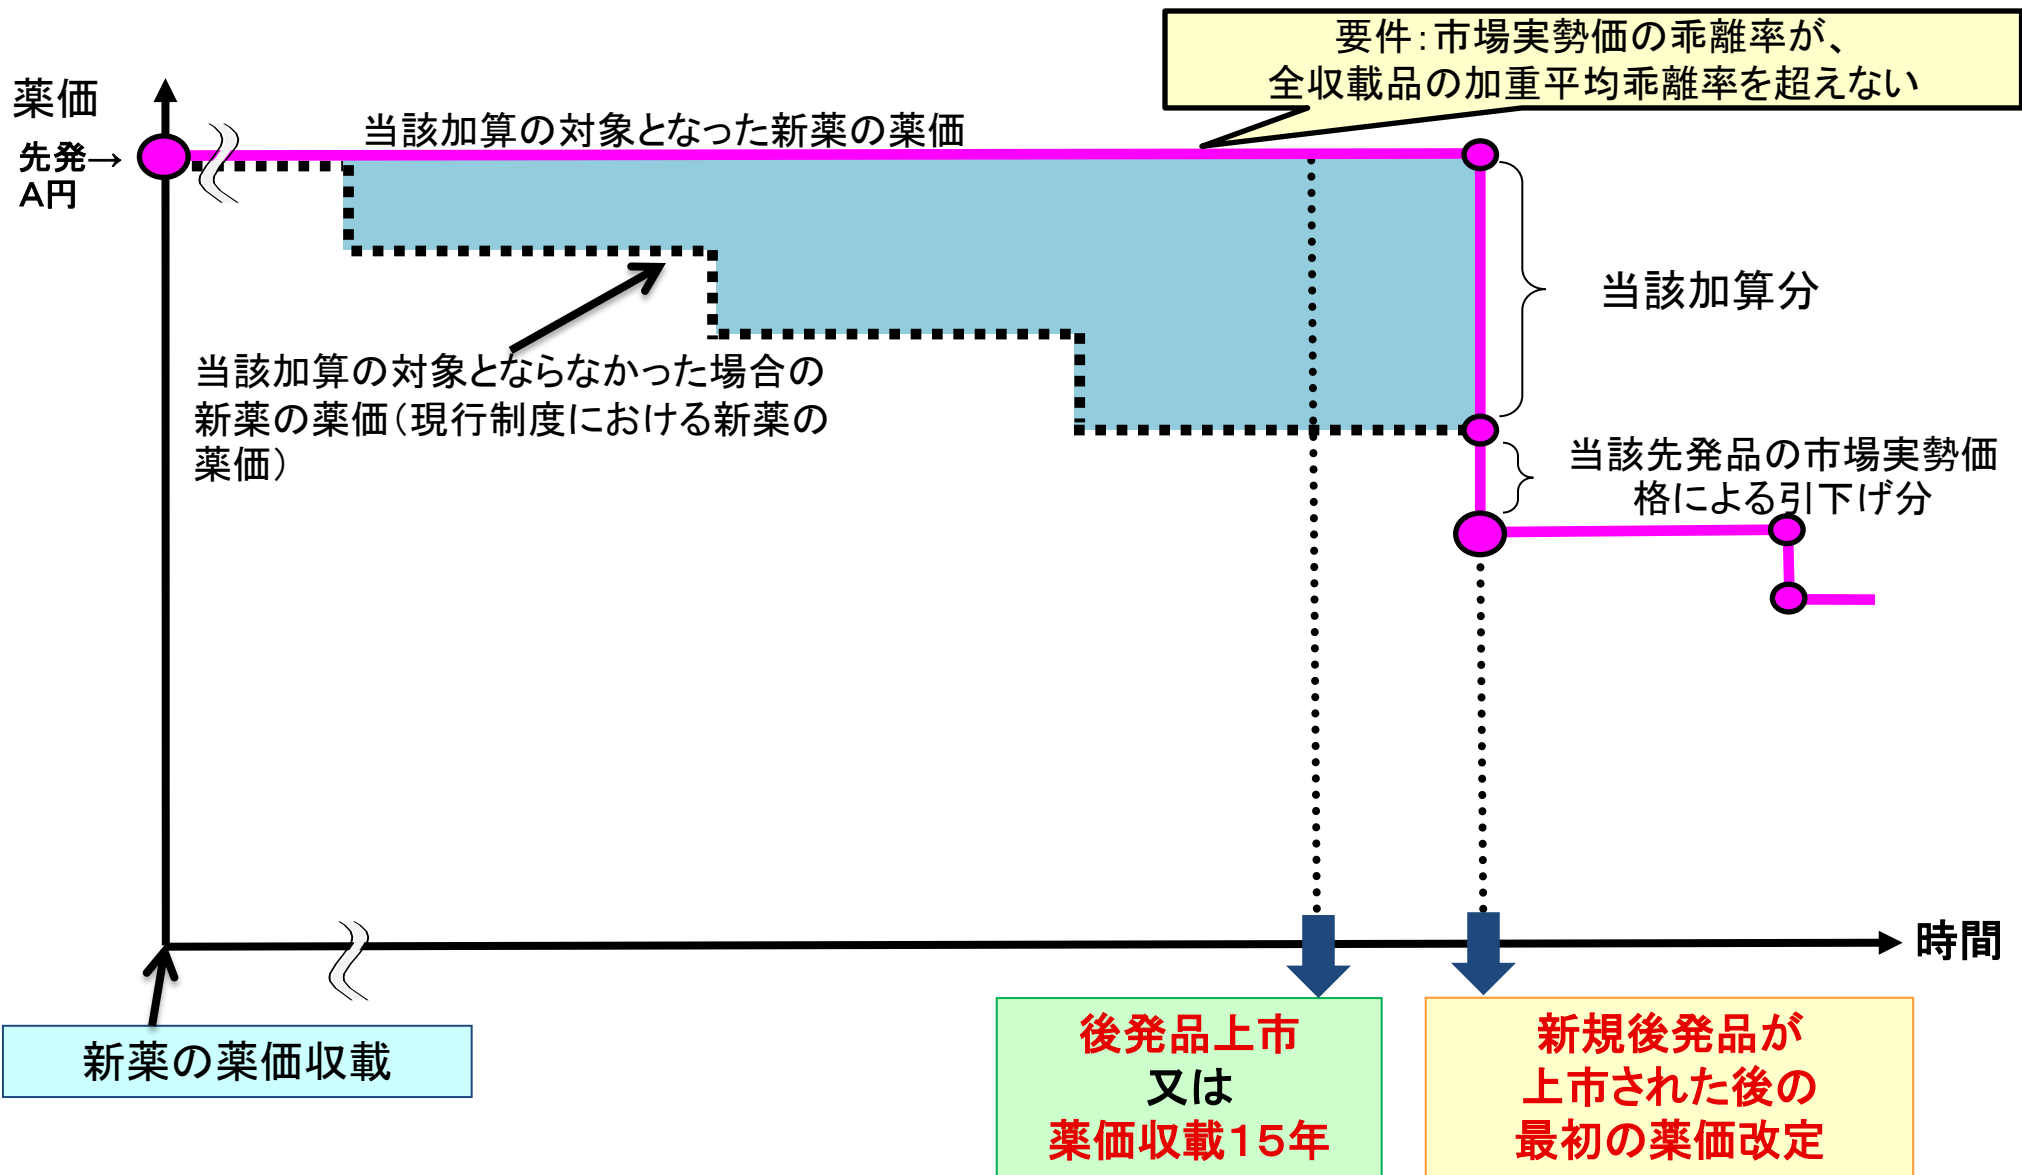 要件：市場実勢価の乖離率が、
全収載品の加重平均乖離率を超えない
薬価
先発→
A円
当該加算の対象となった新薬の薬価
当該加算分
当該加算の対象とならなかった場合の
新薬の薬価（現行制度における新薬の
薬価）
当該先発品の市場実勢価
格による引下げ分
時間
新薬の薬価収載
後発品上市
又は
薬価収載15年
新規後発品が
上市された後の
最初の薬価改定